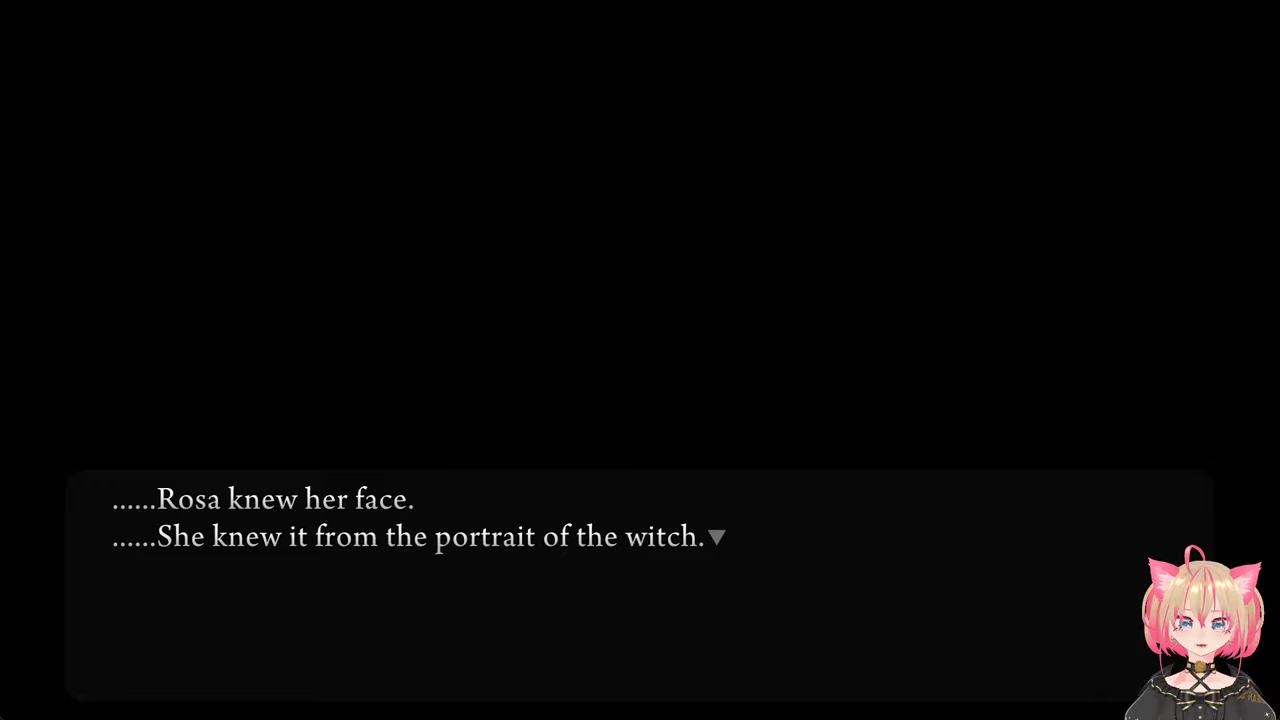 ......Rosa knew her face.
......She knew it from the portrait of the witch.